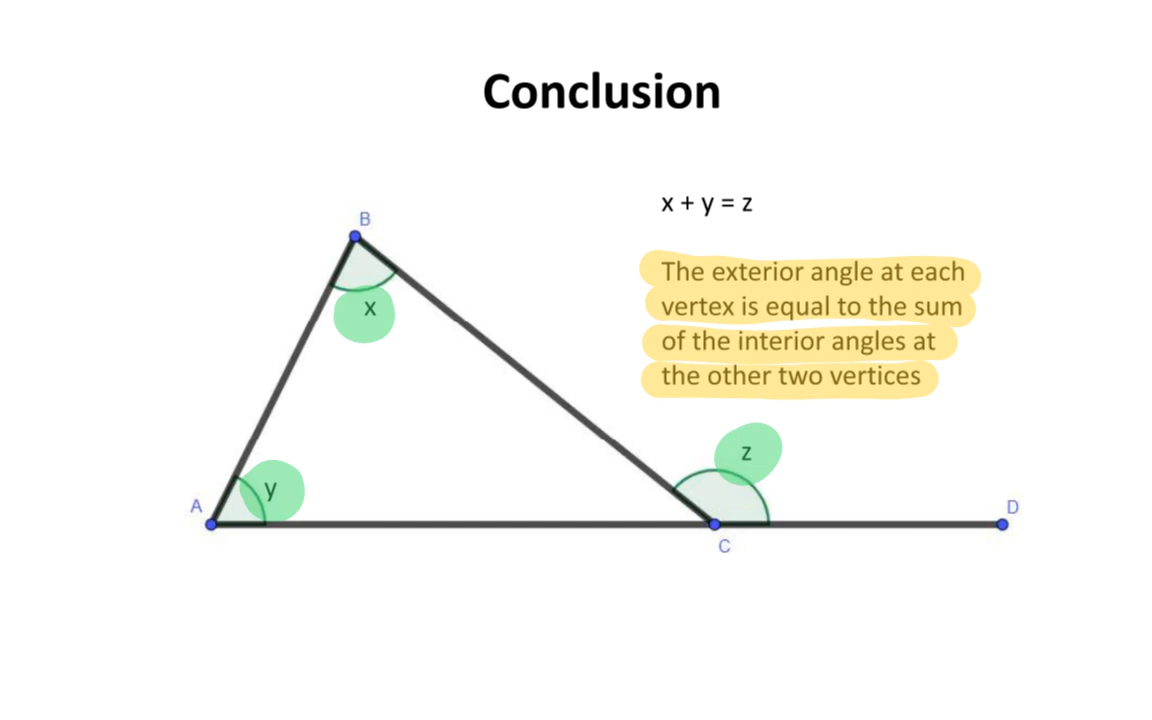 Conclusion
x + y = z
B
x
The exterior angle at each
vertex is equal to the sum
of the interior angles at
the other two vertices
z
y
A
D
C